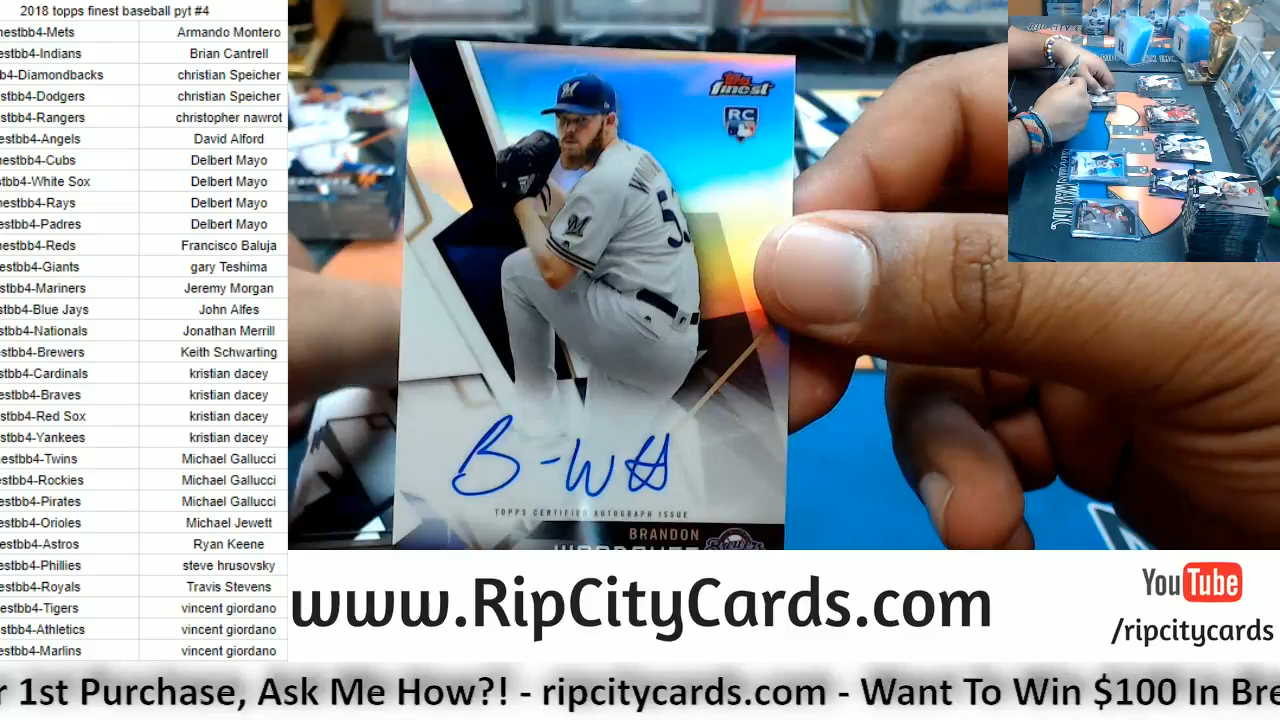 2018 topps finest baseball pyt #4
nestbb4-Mets Armando Montero
nestbb4-Indians Brian Cantrell
b4-Diamondbacks christian Speicher
estbb4-Dodgers christian Speicher
estbb4-Rangers christopher nawrot
estbb4-Angels David Alford
nestbb4-Cubs Delbert Mayo
stbb4-White Sox Delbert Mayo
nestbb4-Rays Delbert Mayo
estbb4-Padres Delbert Mayo
nestbb4-Reds Francisco Baluja
estbb4-Giants gary Teshima
estbb4-Mariners Jeremy Morgan
stbb4-Blue Jays John Alfes
stbb4-Nationals Jonathan Merrill
estbb4-Brewers Keith Schwarting
stbb4-Cardinals kristian dacey
estbb4-Braves kristian dacey
estbb4-Red Sox kristian dacey
stbb4-Yankees kristian dacey
estbb4-Twins Michael Gallucci
estbb4-Rockies Michael Gallucci
estbb4-Pirates Michael Gallucci
estbb4-Orioles Michael Jewett
estbb4-Astros Ryan Keene
estbb4-Phillies steve hrusovsky
estbb4-Royals Travis Stevens
estbb4-Tigers vincent giordano
stbb4-Athletics vincent giordano
estbb4-Marlins vincent giordano
Topps
finest
RC
M
53
B-W
TOPPS CERTIFIED AUTOGRAPH ISSUE
BRANDON
Brewers
www.RipCityCards.com
YouTube
/ripcitycards
r 1st Purchase, Ask Me How?! - ripcitycards.com - Want To Win $100 In Bre